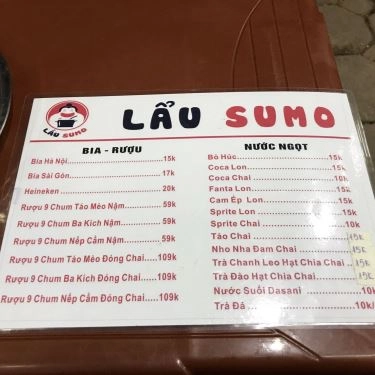 LẨU SUMO
LẨU SUMO
BIA - RƯỢU
Bia Hà Nội.....15k
Bia Sài Gòn.....17k
Heineken.....20k
Rượu 9 Chum Táo Mèo Nậm.....59k
Rượu 9 Chum Ba Kích Nậm.....59k
Rượu 9 Chum Nếp Cẩm Nậm.....59k
Rượu 9 Chum Táo Mèo Đóng Chai.....109k
Rượu 9 Chum Ba Kích Đóng Chai.....109k
Rượu 9 Chum Nếp Cẩm Đóng Chai.....109k
NƯỚC NGỌT
Bò Húc.....15k
Coca Lon.....15k
Coca Chai.....10k
Fanta Lon.....15k
Cam Ép Lon.....15k
Sprite Lon.....15k
Sprite Chai.....10k
Táo Chai.....15k
Nho Nha Đam Chai.....15k
Trà Chanh Leo Hạt Chia Chai.....15k
Trà Đào Hạt Chia Chai.....15k
Nước Suối Dasani.....10k
Trà Đá.....10k/